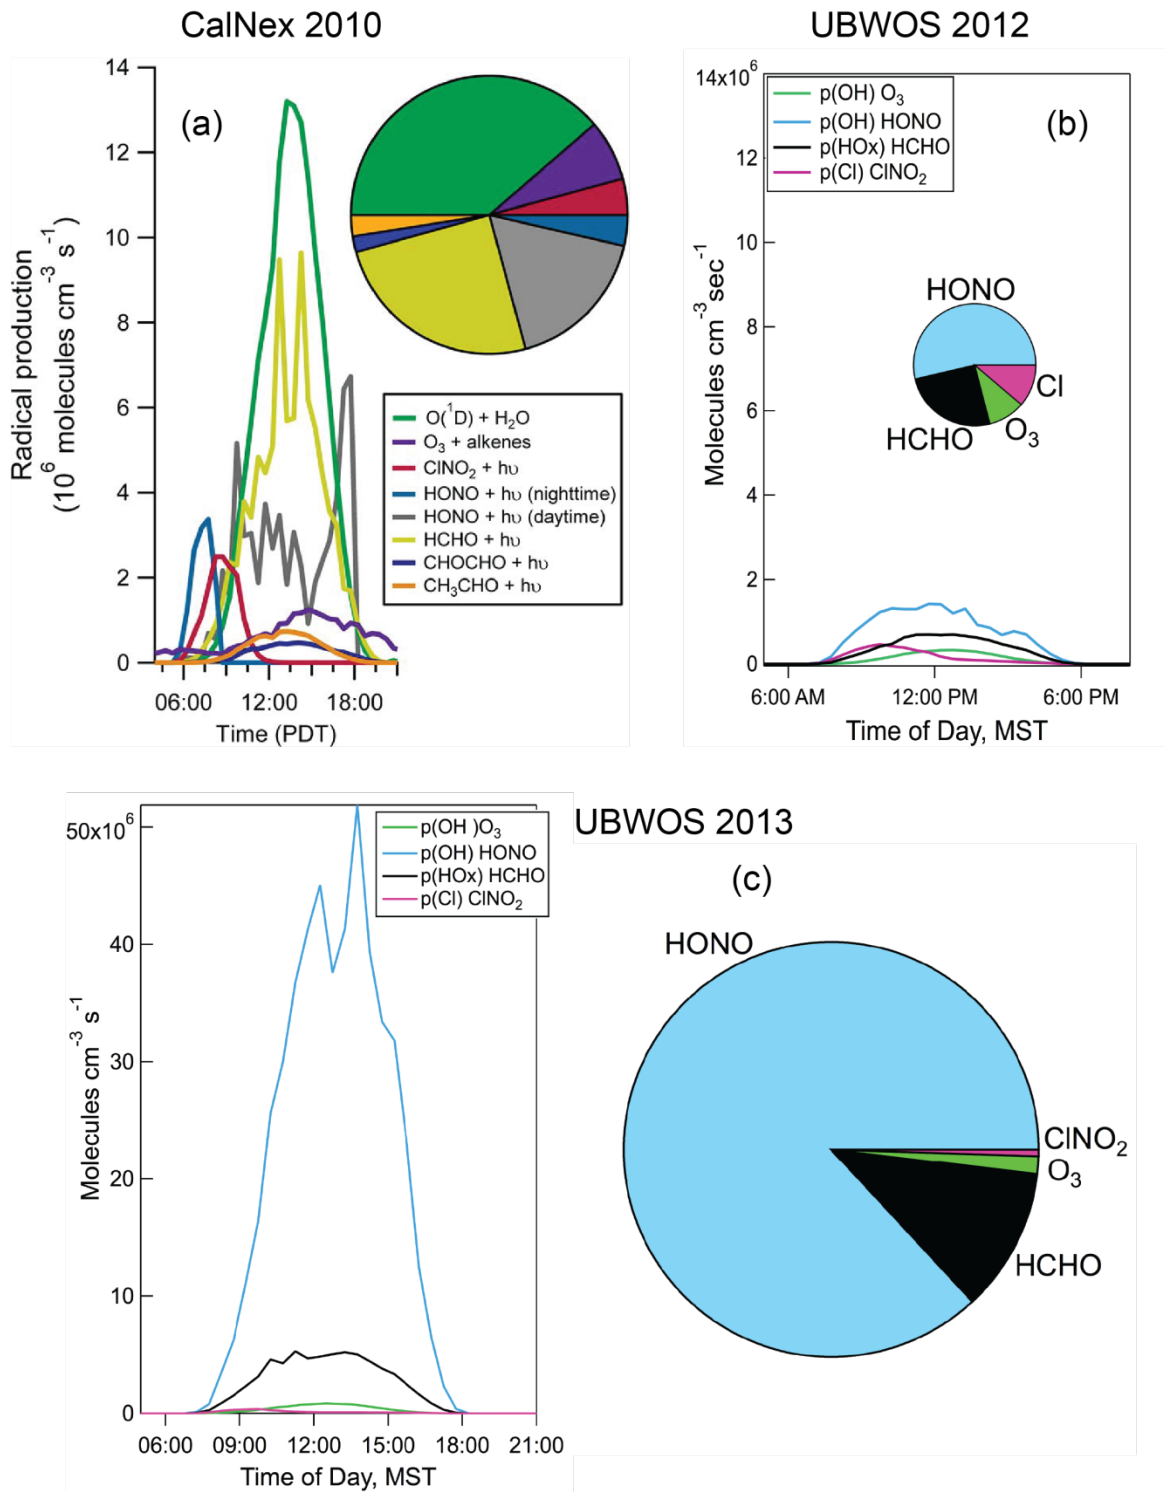 CalNex 2010
UBWOS 2012
(a)
14
12
10
8
6
4
2
0
Radical production
(10⁶ molecules cm⁻³ s⁻¹)
06:00 12:00 18:00
Time (PDT)
O(¹D) + H₂O
O₃ + alkenes
ClNO₂ + hυ
HONO + hυ (nighttime)
HONO + hυ (daytime)
HCHO + hυ
CHOCHO + hυ
CH₃CHO + hυ
(b)
14x10⁶
12
10
8
6
4
2
0
Molecules cm⁻³ sec⁻¹
p(OH) O₃
p(OH) HONO
p(HOx) HCHO
p(Cl) ClNO₂
HONO
Cl
O₃
HCHO
6:00 AM 12:00 PM 6:00 PM
Time of Day, MST
UBWOS 2013
(c)
50x10⁶
40
30
20
10
0
Molecules cm⁻³ s⁻¹
p(OH )O₃
p(OH) HONO
p(HOx) HCHO
p(Cl) ClNO₂
06:00 09:00 12:00 15:00 18:00 21:00
Time of Day, MST
HONO
ClNO₂
O₃
HCHO